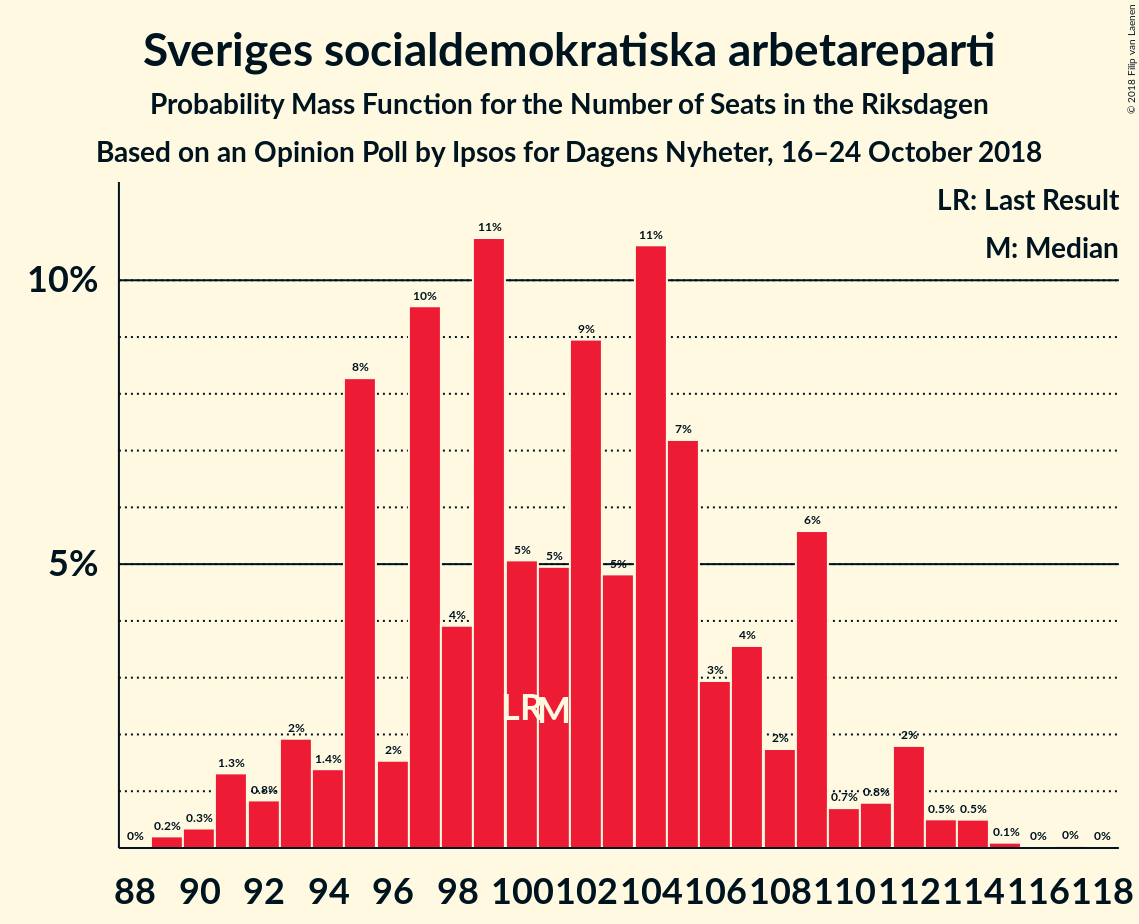 Sveriges socialdemokratiska arbetareparti
Probability Mass Function for the Number of Seats in the Riksdagen
Based on an Opinion Poll by Ipsos for Dagens Nyheter, 16–24 October 2018
© 2018 Filip van Laenen
LR: Last Result
M: Median
10%
5%
0% 0.2% 0.3% 1.3% 0.8% 2% 1.4% 8% 2% 10% 4% 11% 5% 5% 9% 5% 11% 7% 3% 4% 2% 6% 0.7% 0.8% 2% 0.5% 0.5% 0.1% 0% 0% 0%
LR M
88 90 92 94 96 98 100 102 104 106 108 110 112 114 116 118